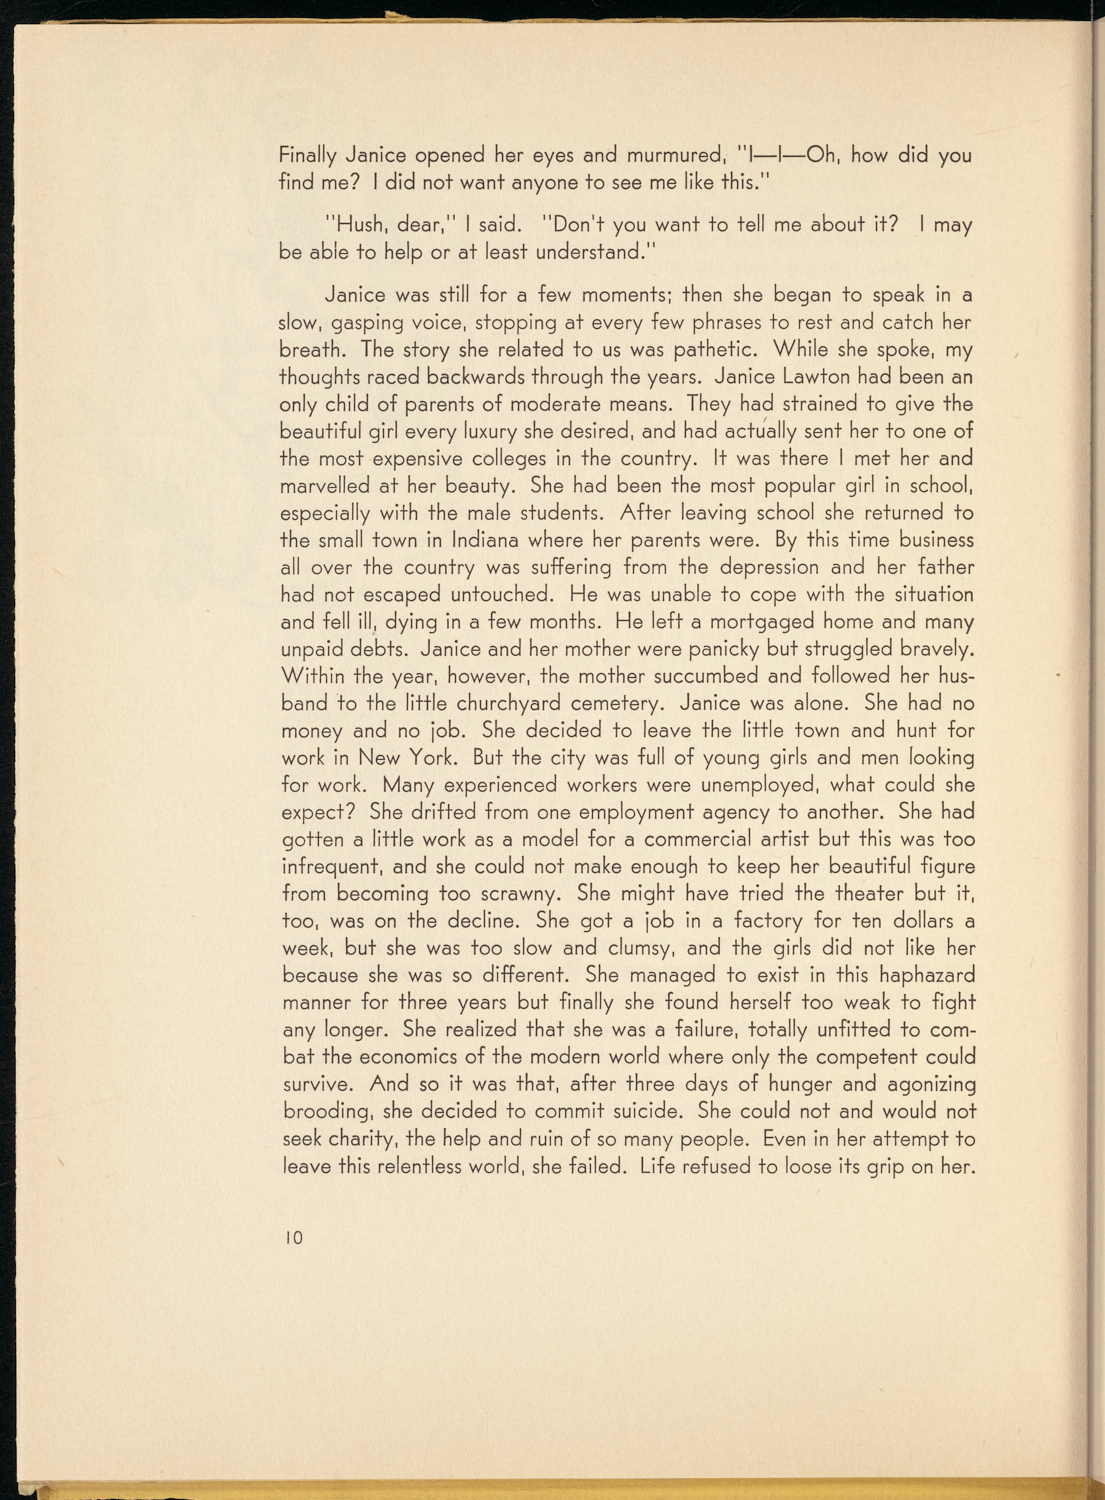 Finally Janice opened her eyes and murmured, "I—I—Oh, how did you
find me? I did not want anyone to see me like this."
"Hush, dear," I said. "Don't you want to tell me about it? I may
be able to help or at least understand."
Janice was still for a few moments; then she began to speak in a
slow, gasping voice, stopping at every few phrases to rest and catch her
breath. The story she related to us was pathetic. While she spoke, my
thoughts raced backwards through the years. Janice Lawton had been an
only child of parents of moderate means. They had strained to give the
beautiful girl every luxury she desired, and had actually sent her to one of
the most expensive colleges in the country. It was there I met her and
marvelled at her beauty. She had been the most popular girl in school,
especially with the male students. After leaving school she returned to
the small town in Indiana where her parents were. By this time business
all over the country was suffering from the depression and her father
had not escaped untouched. He was unable to cope with the situation
and fell ill, dying in a few months. He left a mortgaged home and many
unpaid debts. Janice and her mother were panicky but struggled bravely.
Within the year, however, the mother succumbed and followed her hus-
band to the little churchyard cemetery. Janice was alone. She had no
money and no job. She decided to leave the little town and hunt for
work in New York. But the city was full of young girls and men looking
for work. Many experienced workers were unemployed, what could she
expect? She drifted from one employment agency to another. She had
gotten a little work as a model for a commercial artist but this was too
infrequent, and she could not make enough to keep her beautiful figure
from becoming too scrawny. She might have tried the theater but it,
too, was on the decline. She got a job in a factory for ten dollars a
week, but she was too slow and clumsy, and the girls did not like her
because she was so different. She managed to exist in this haphazard
manner for three years but finally she found herself too weak to fight
any longer. She realized that she was a failure, totally unfitted to com-
bat the economics of the modern world where only the competent could
survive. And so it was that, after three days of hunger and agonizing
brooding, she decided to commit suicide. She could not and would not
seek charity, the help and ruin of so many people. Even in her attempt to
leave this relentless world, she failed. Life refused to loose its grip on her.
10